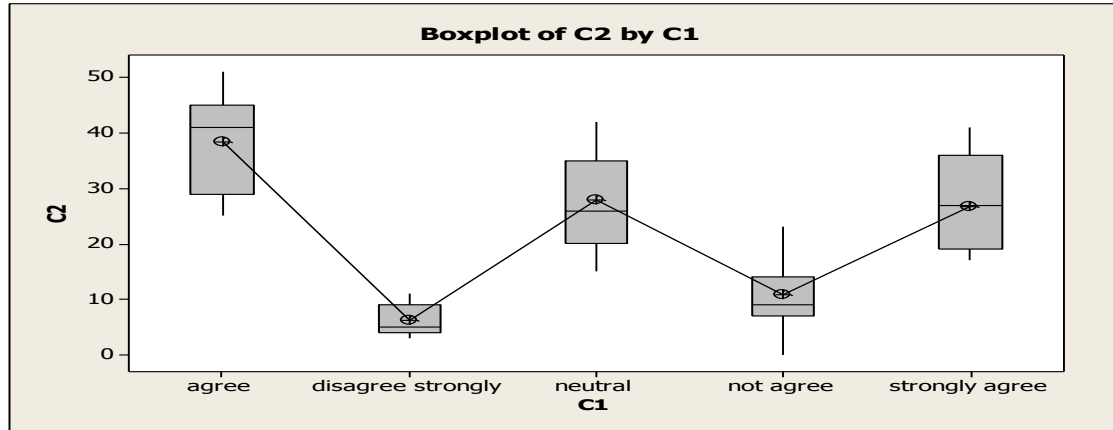 Boxplot of C2 by C1
C2
50
40
30
20
10
0
agree disagree strongly neutral not agree strongly agree
C1